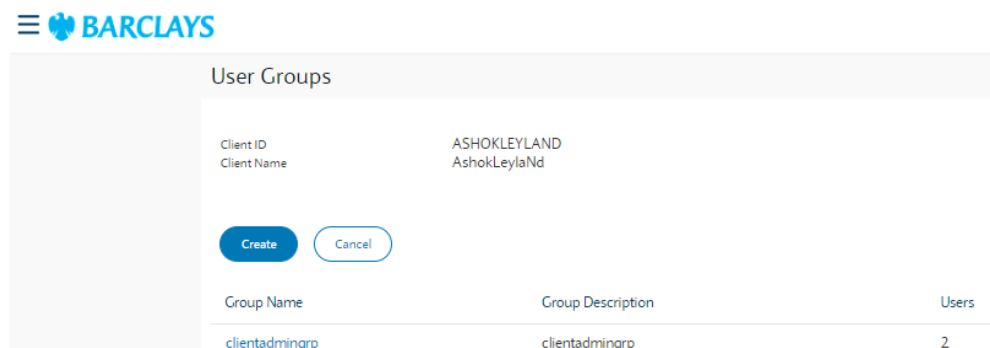 BARCLAYS
User Groups
Client ID ASHOKLEYLAND
Client Name AshokLeylaNd
Create Cancel
Group Name Group Description Users
clientadmingrp clientadmingrp 2